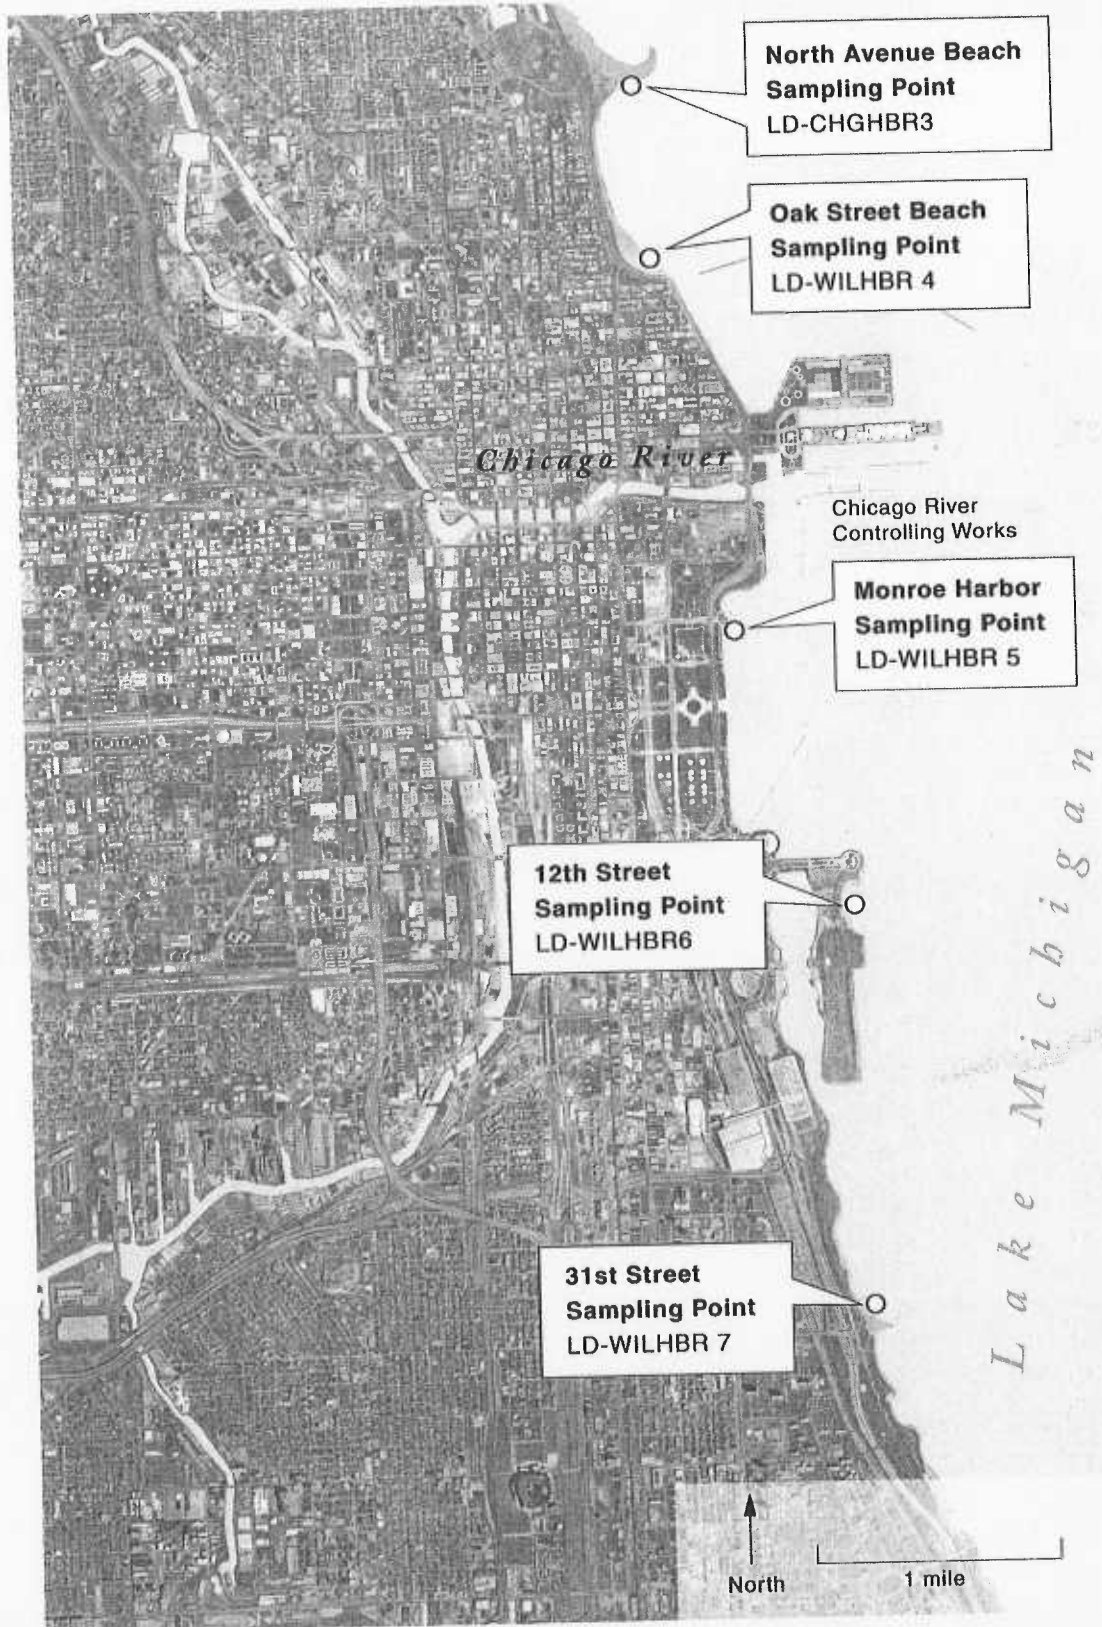 North Avenue Beach
Sampling Point
LD-CHGHBR3
Oak Street Beach
Sampling Point
LD-WILHBR 4
Chicago River
Chicago River
Controlling Works
Monroe Harbor
Sampling Point
LD-WILHBR 5
12th Street
Sampling Point
LD-WILHBR6
Lake Michigan
31st Street
Sampling Point
LD-WILHBR 7
North
1 mile